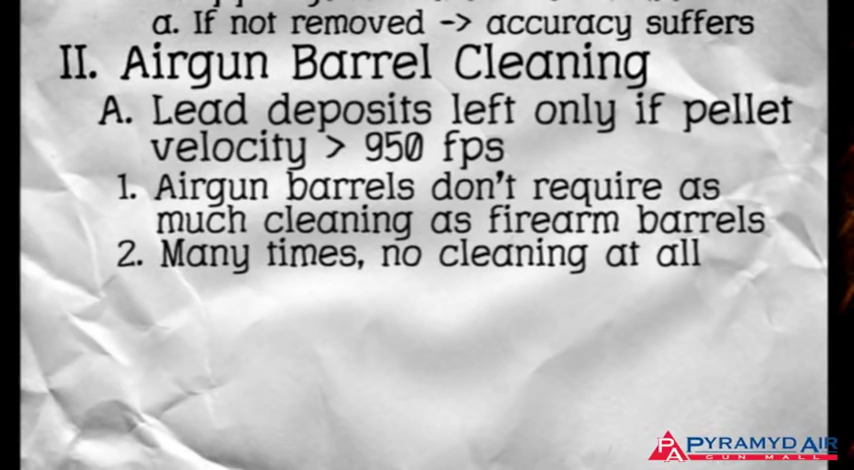 a. If not removed -> accuracy suffers
II. Airgun Barrel Cleaning
A. Lead deposits left only if pellet
velocity > 950 fps
1. Airgun barrels don't require as
much cleaning as firearm barrels
2. Many times, no cleaning at all
PA PYRAMYD AIR
GUN MALL